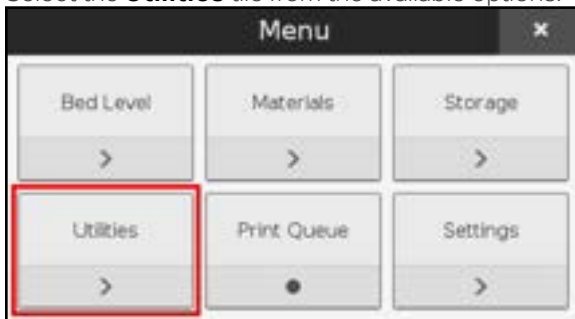 Select the Utilities tile from the available options.
Menu ×
Bed Level Materials Storage
> > >
Utilities Print Queue Settings
> ● >